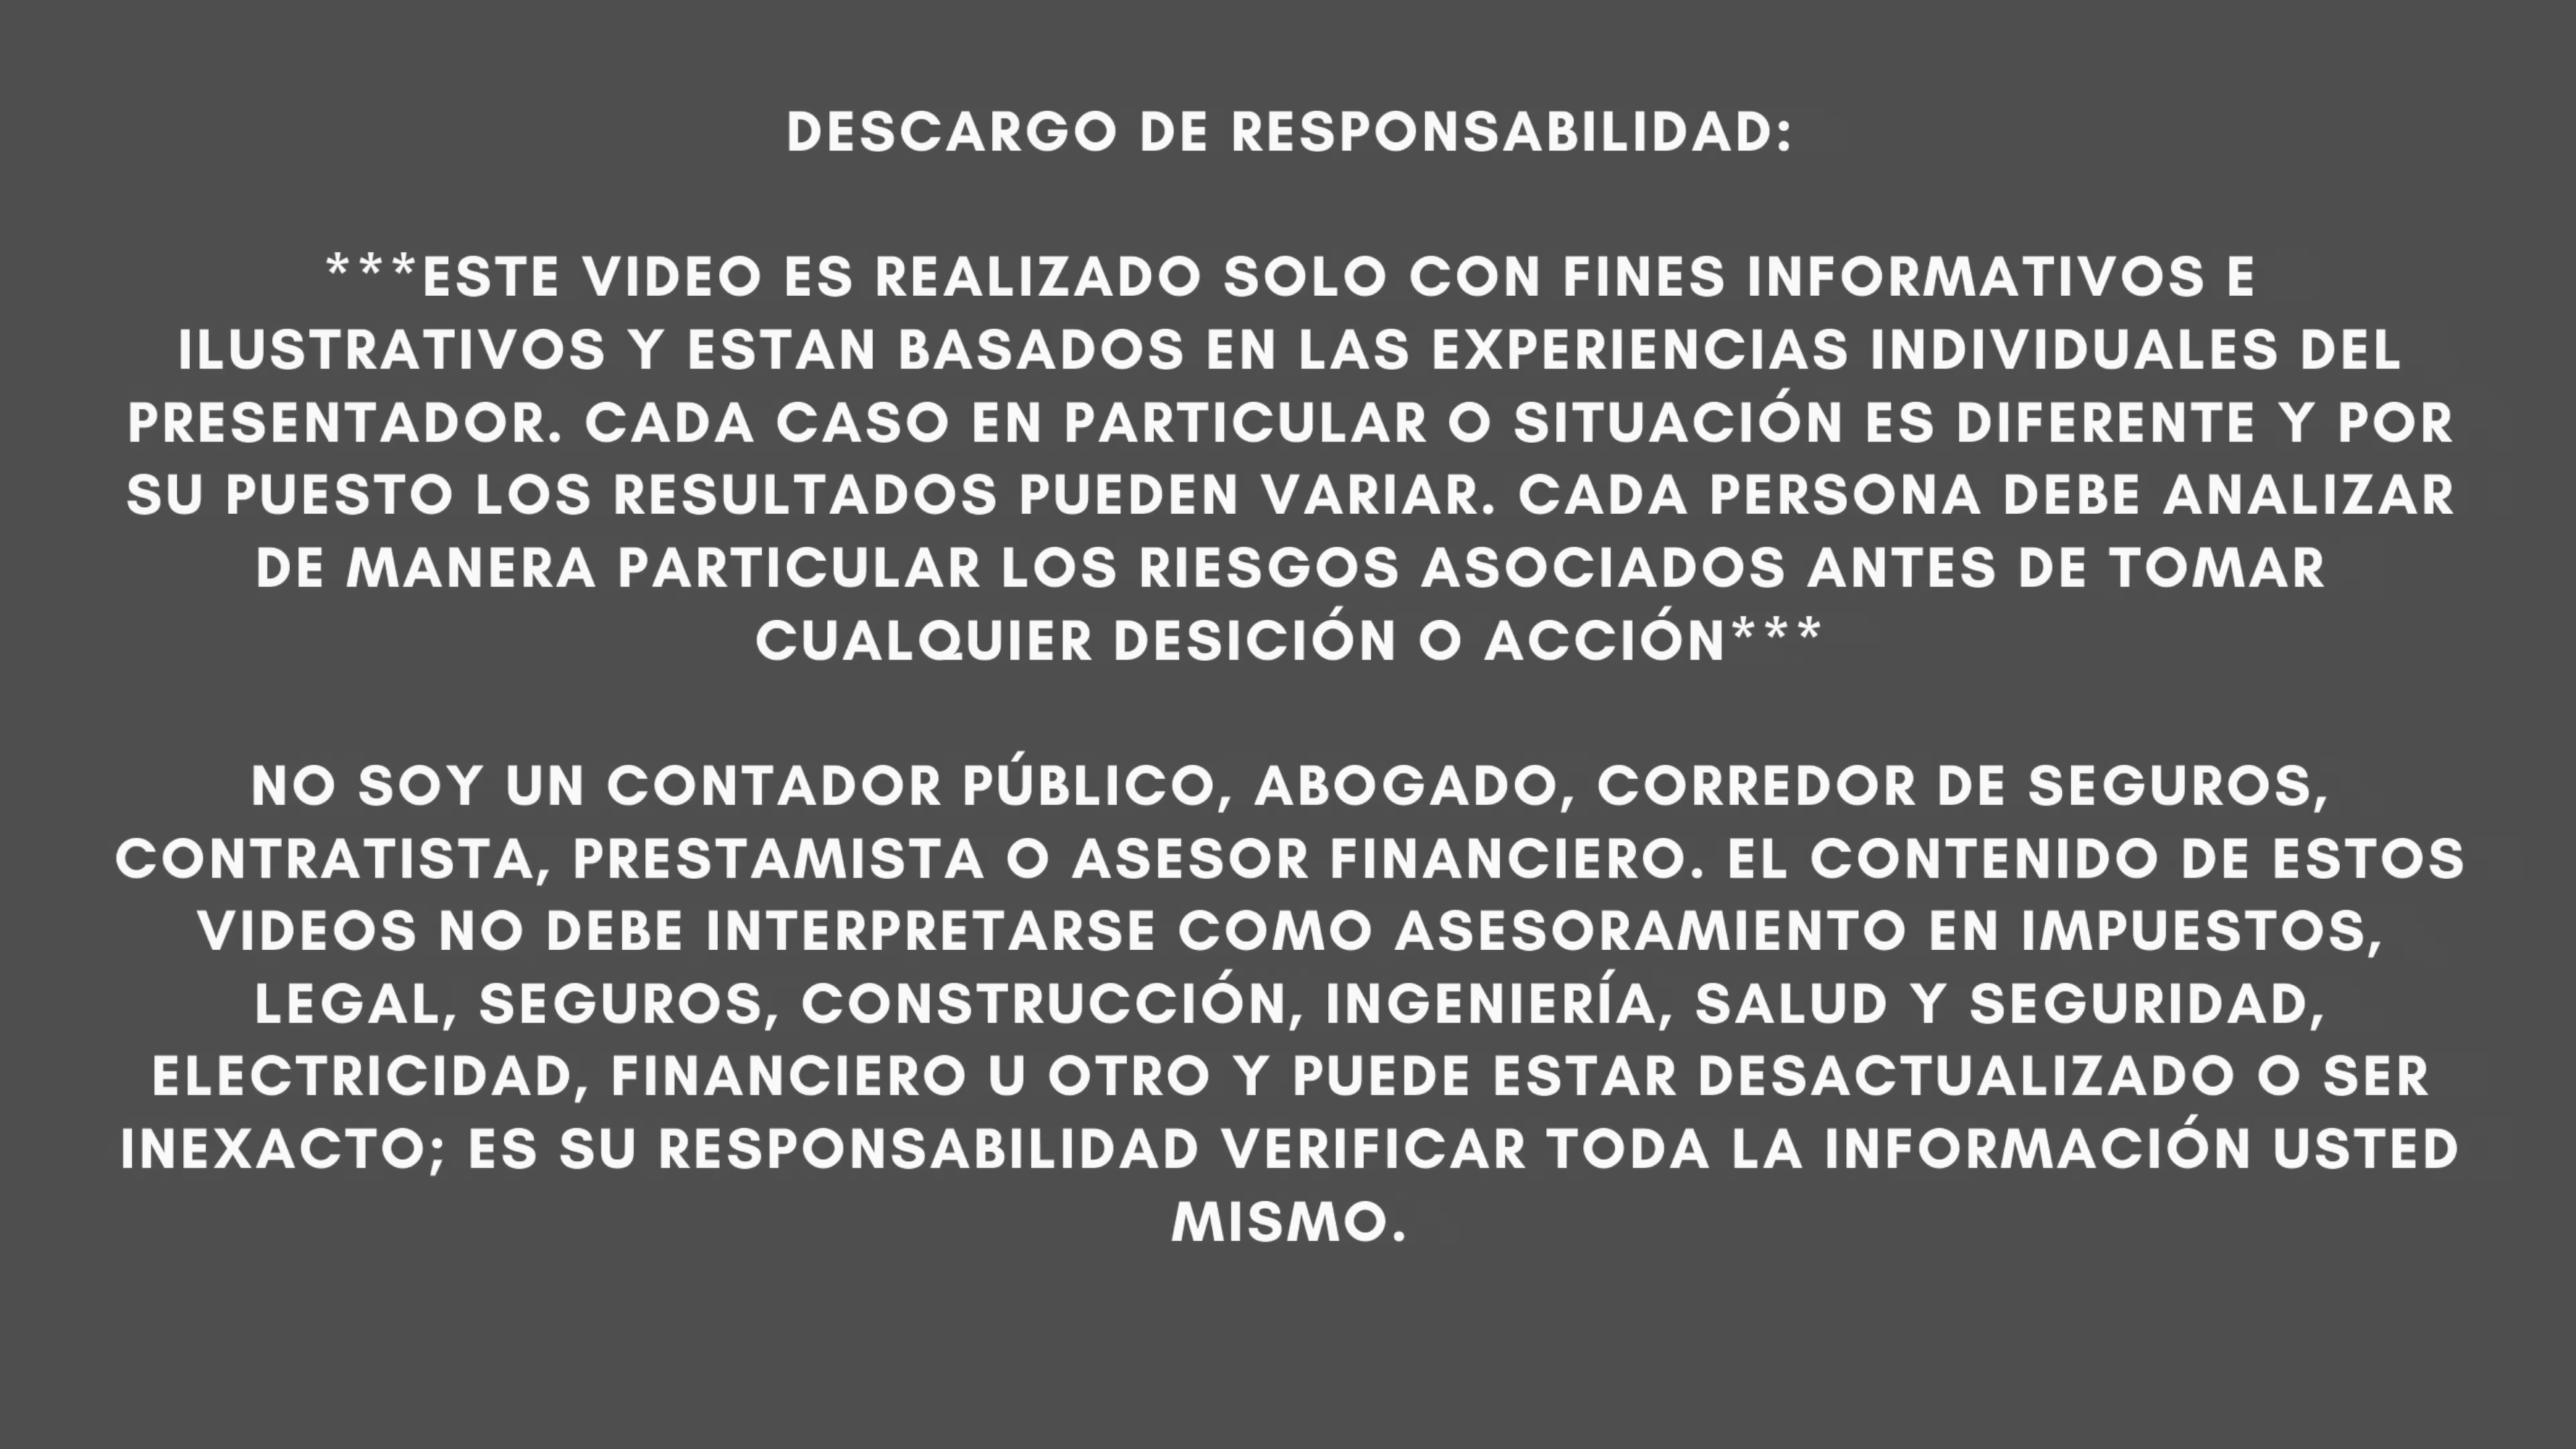 DESCARGO DE RESPONSABILIDAD:
***ESTE VIDEO ES REALIZADO SOLO CON FINES INFORMATIVOS E
ILUSTRATIVOS Y ESTAN BASADOS EN LAS EXPERIENCIAS INDIVIDUALES DEL
PRESENTADOR. CADA CASO EN PARTICULAR O SITUACIÓN ES DIFERENTE Y POR
SU PUESTO LOS RESULTADOS PUEDEN VARIAR. CADA PERSONA DEBE ANALIZAR
DE MANERA PARTICULAR LOS RIESGOS ASOCIADOS ANTES DE TOMAR
CUALQUIER DESICIÓN O ACCIÓN***
NO SOY UN CONTADOR PÚBLICO, ABOGADO, CORREDOR DE SEGUROS,
CONTRATISTA, PRESTAMISTA O ASESOR FINANCIERO. EL CONTENIDO DE ESTOS
VIDEOS NO DEBE INTERPRETARSE COMO ASESORAMIENTO EN IMPUESTOS,
LEGAL, SEGUROS, CONSTRUCCIÓN, INGENIERÍA, SALUD Y SEGURIDAD,
ELECTRICIDAD, FINANCIERO U OTRO Y PUEDE ESTAR DESACTUALIZADO O SER
INEXACTO; ES SU RESPONSABILIDAD VERIFICAR TODA LA INFORMACIÓN USTED
MISMO.